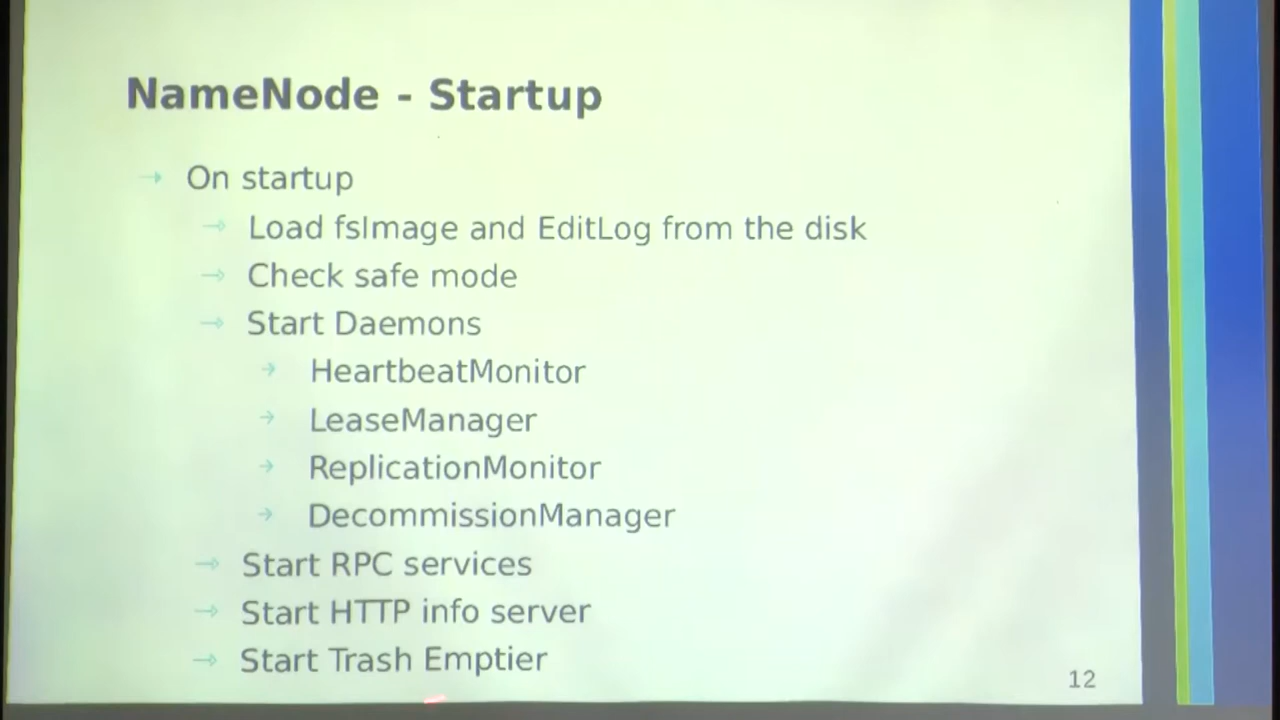 NameNode - Startup
On startup
Load fsImage and EditLog from the disk
Check safe mode
Start Daemons
HeartbeatMonitor
LeaseManager
ReplicationMonitor
DecommissionManager
Start RPC services
Start HTTP info server
Start Trash Emptier
12